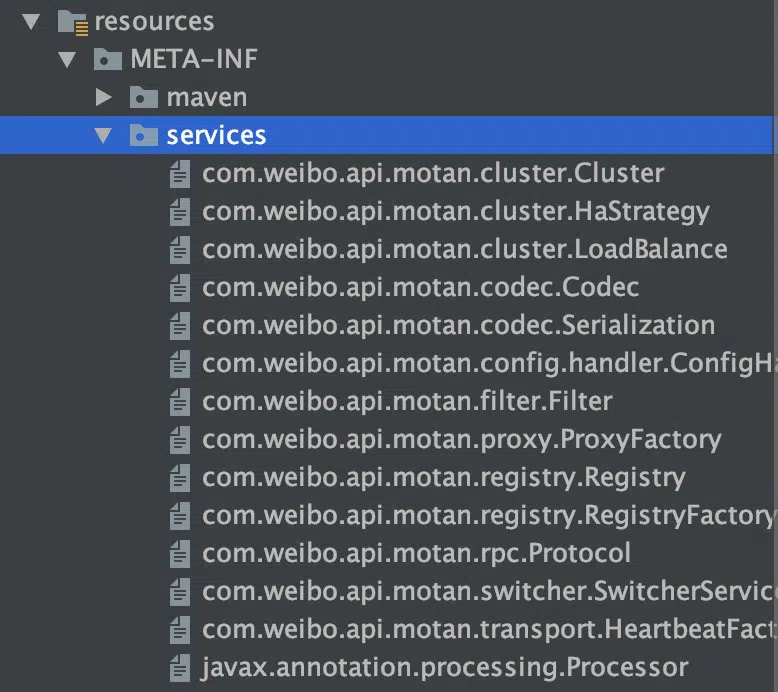 resources
META-INF
maven
services
com.weibo.api.motan.cluster.Cluster
com.weibo.api.motan.cluster.HaStrategy
com.weibo.api.motan.cluster.LoadBalance
com.weibo.api.motan.codec.Codec
com.weibo.api.motan.codec.Serialization
com.weibo.api.motan.config.handler.ConfigHa
com.weibo.api.motan.filter.Filter
com.weibo.api.motan.proxy.ProxyFactory
com.weibo.api.motan.registry.Registry
com.weibo.api.motan.registry.RegistryFactory
com.weibo.api.motan.rpc.Protocol
com.weibo.api.motan.switcher.SwitcherServic
com.weibo.api.motan.transport.HeartbeatFact
javax.annotation.processing.Processor